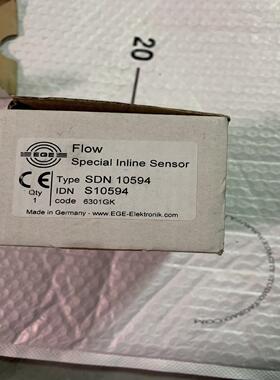 20
Flow
Special Inline Sensor
EGE
Type SDN 10594
Qty
1
IDN S10594
code 6301GK
Made in Germany - www.EGE-Elektronik.com